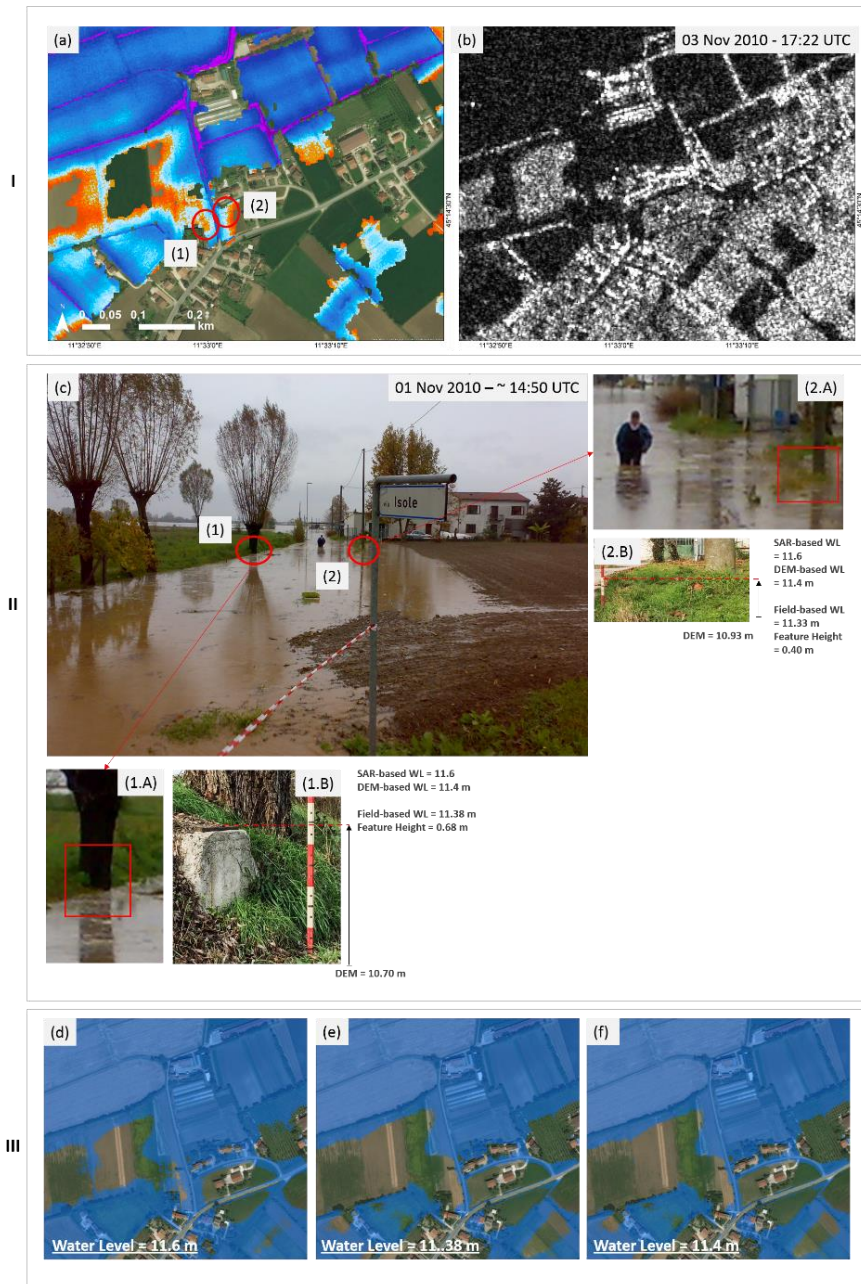 I
(a)
(1)
(2)
N
0 0,05 0,1 0,2
km
11°32'50"E
11°33'0"E
11°33'10"E
(b)
03 Nov 2010 - 17:22 UTC
45°14'30"N
11°32'50"E
11°33'0"E
11°33'10"E
II
(c)
01 Nov 2010 – ~ 14:50 UTC
Isole
(1)
(2)
(2.A)
(2.B)
SAR-based WL
= 11.6
DEM-based WL
= 11.4 m
Field-based WL
= 11.33 m
Feature Height
= 0.40 m
DEM = 10.93 m
(1.A)
(1.B)
SAR-based WL = 11.6
DEM-based WL = 11.4 m
Field-based WL = 11.38 m
Feature Height = 0.68 m
DEM = 10.70 m
III
(d)
Water Level = 11.6 m
(e)
Water Level = 11..38 m
(f)
Water Level = 11.4 m